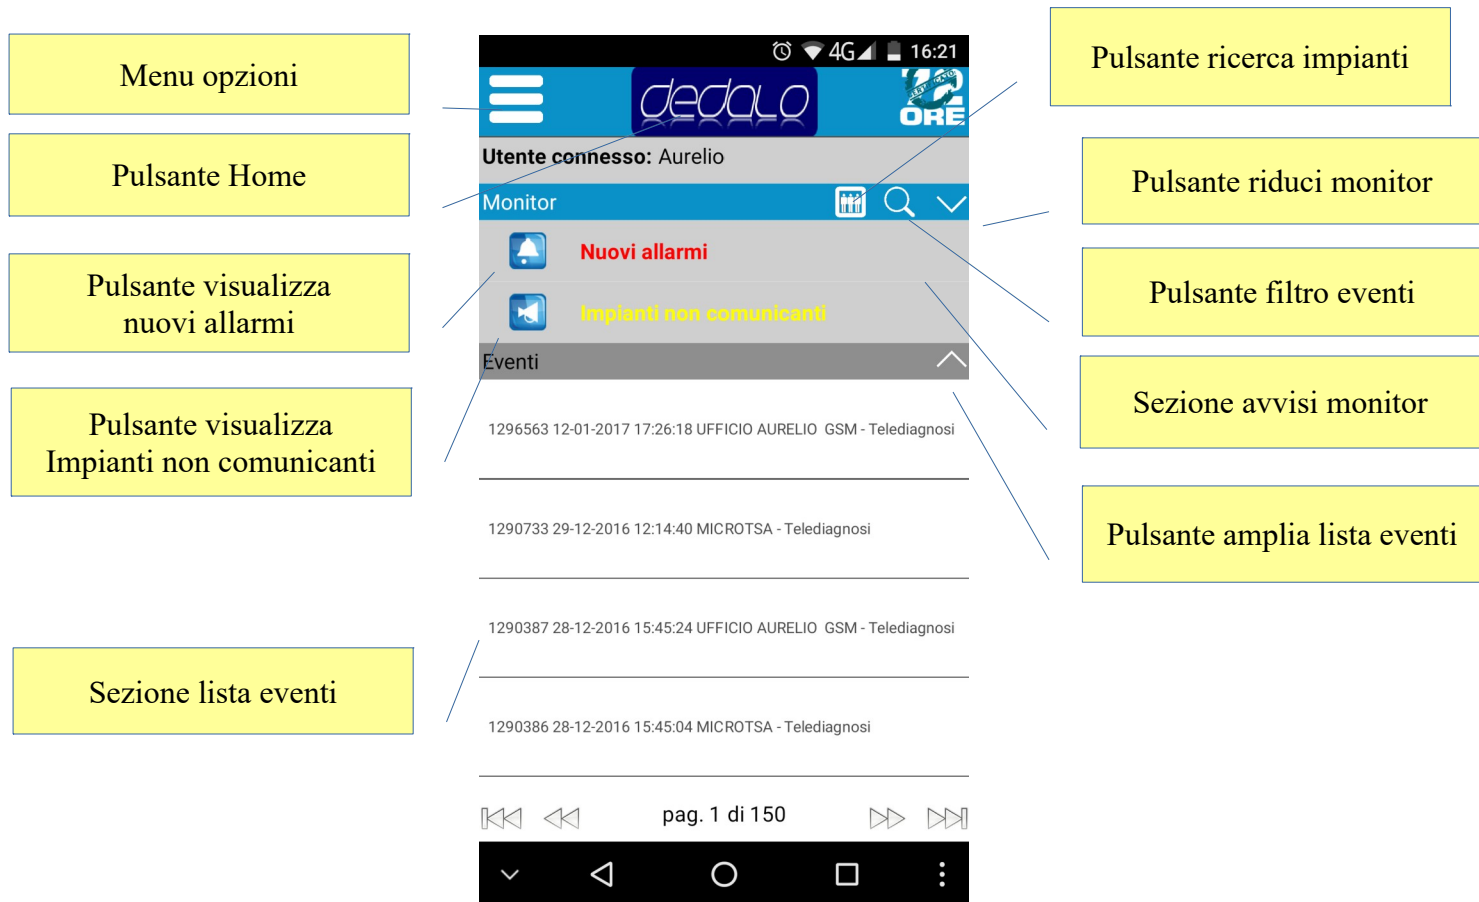 Menu opzioni
Pulsante Home
Pulsante visualizza
nuovi allarmi
Pulsante visualizza
Impianti non comunicanti
Sezione lista eventi
4G 16:21
dedalo
72
ORE
Utente connesso: Aurelio
Monitor
Nuovi allarmi
Impianti non comunicanti
Eventi
1296563 12-01-2017 17:26:18 UFFICIO AURELIO GSM - Telediagnosi
1290733 29-12-2016 12:14:40 MICROTSA - Telediagnosi
1290387 28-12-2016 15:45:24 UFFICIO AURELIO GSM - Telediagnosi
1290386 28-12-2016 15:45:04 MICROTSA - Telediagnosi
pag. 1 di 150
Pulsante ricerca impianti
Pulsante riduci monitor
Pulsante filtro eventi
Sezione avvisi monitor
Pulsante amplia lista eventi